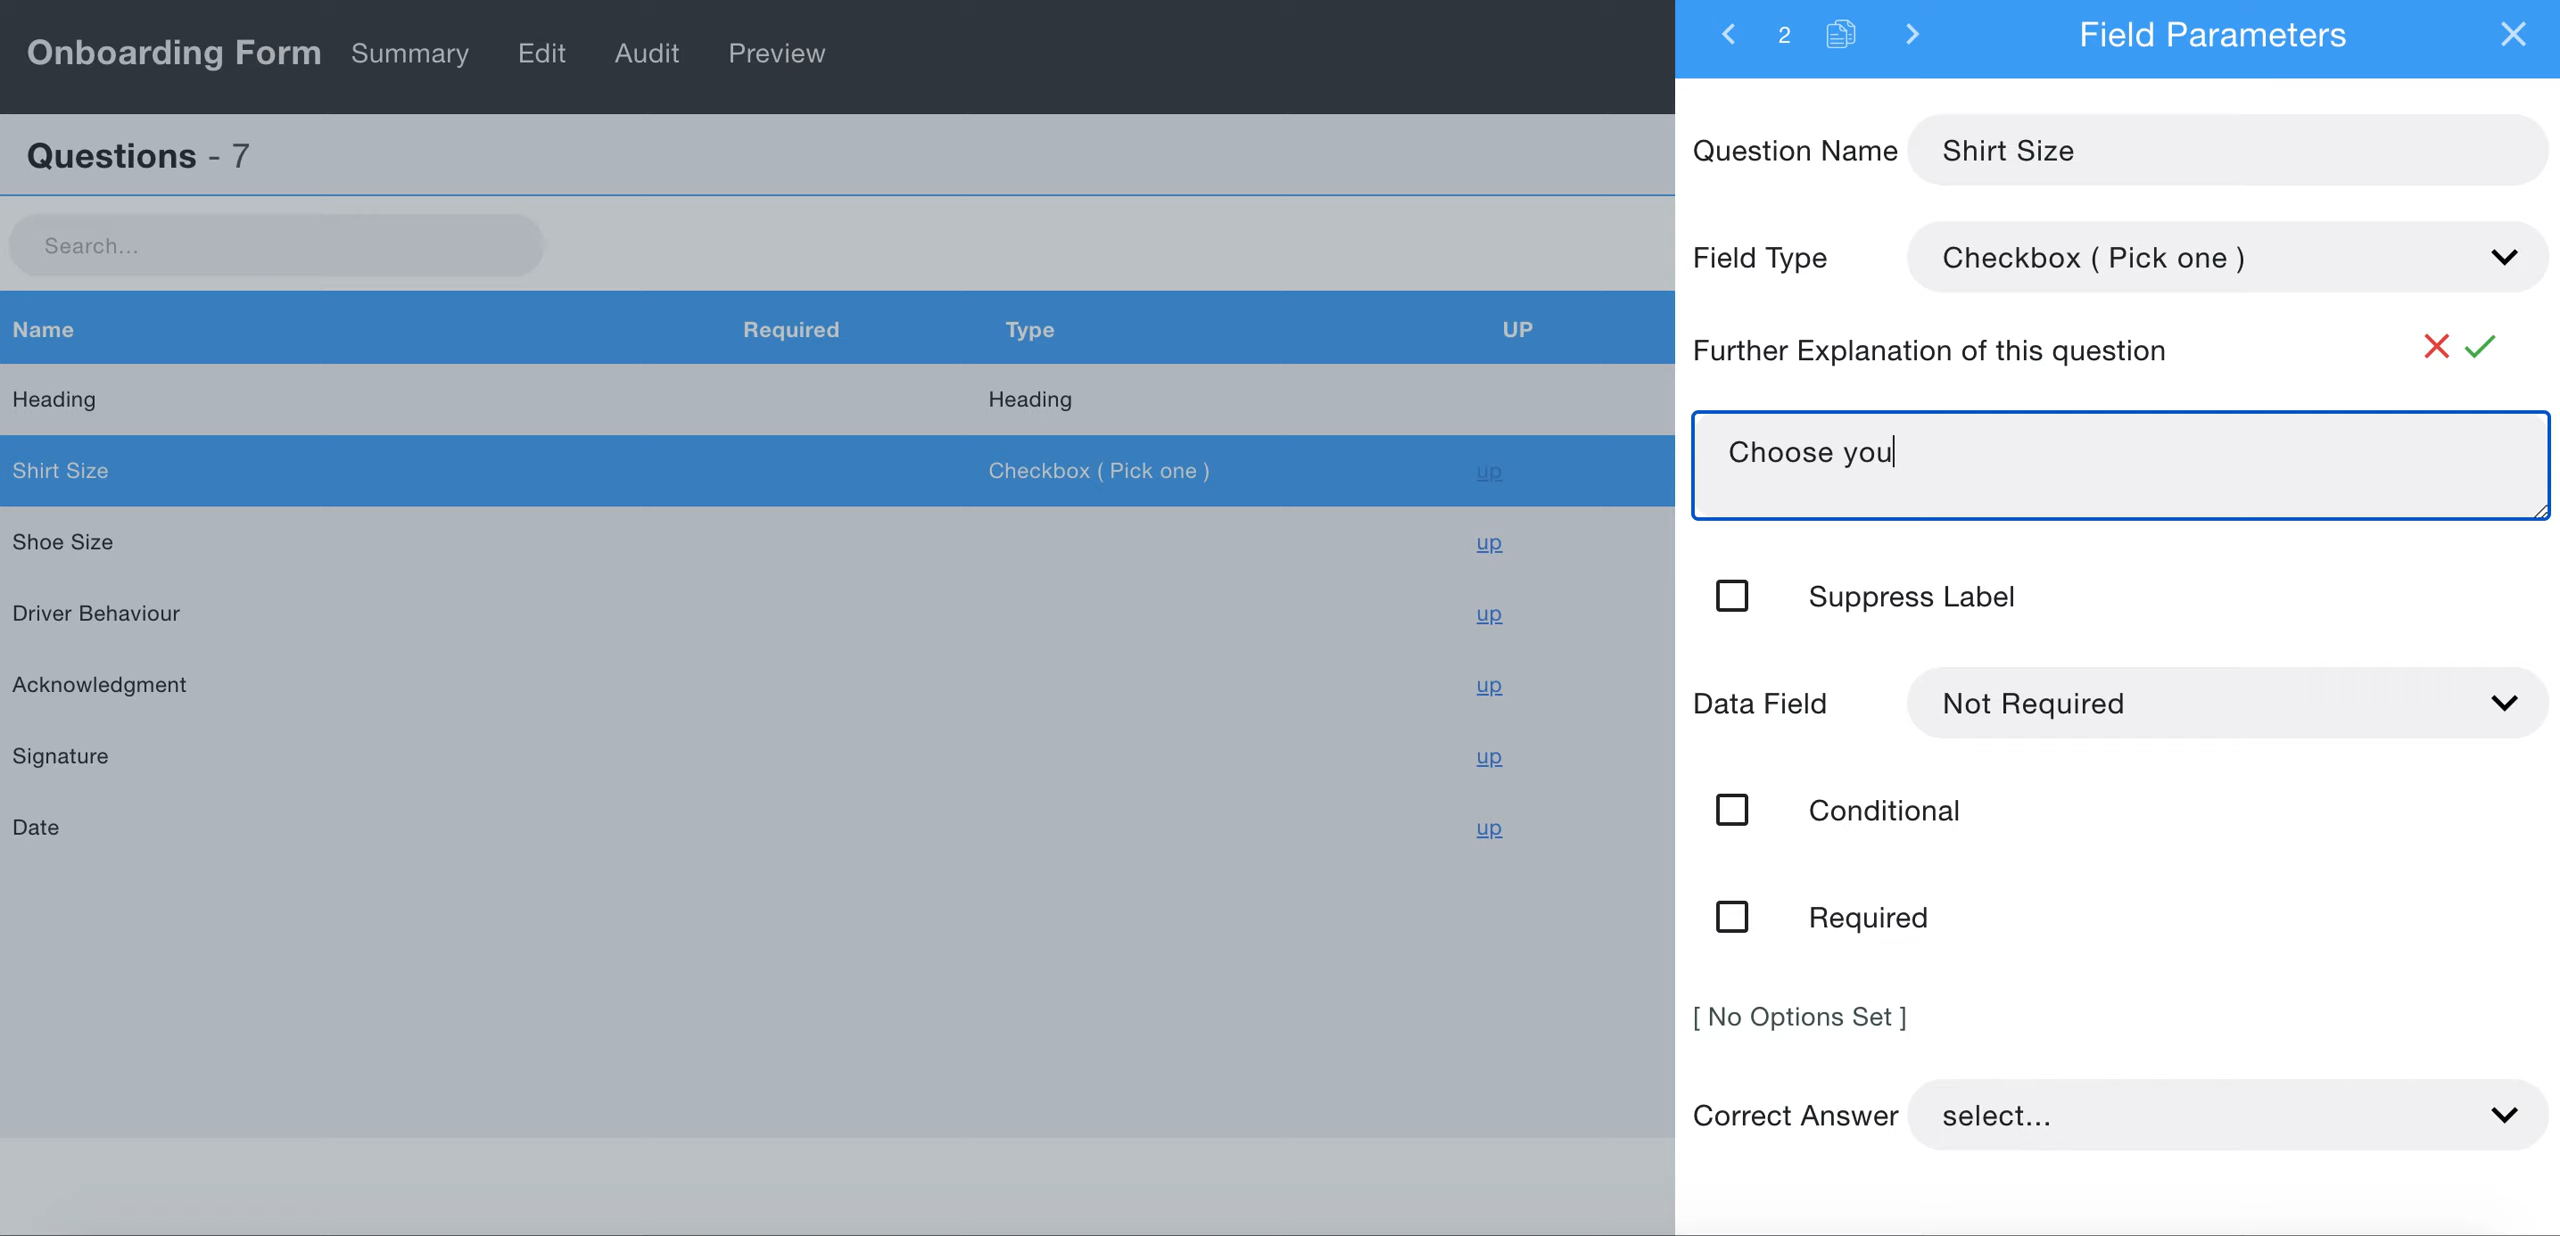 Onboarding Form Summary Edit Audit Preview
Questions - 7
Search...
Name Required Type UP
Heading Heading
Shirt Size Checkbox ( Pick one ) up
Shoe Size up
Driver Behaviour up
Acknowledgment up
Signature up
Date up
2 Field Parameters
Question Name Shirt Size
Field Type Checkbox ( Pick one )
Further Explanation of this question
Choose you
Suppress Label
Data Field Not Required
Conditional
Required
[ No Options Set ]
Correct Answer select...